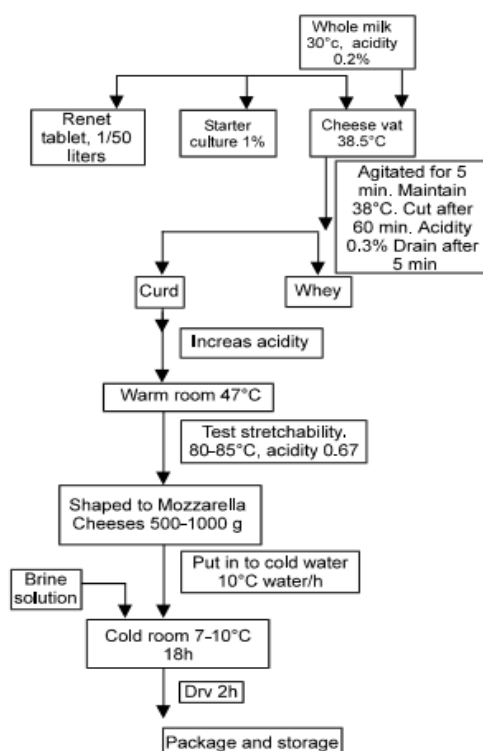 Whole milk
30°c, acidity
0.2%
Renet
tablet, 1/50
liters
Starter
culture 1%
Cheese vat
38.5°C
Agitated for 5
min. Maintain
38°C. Cut after
60 min. Acidity
0.3% Drain after
5 min
Curd
Whey
Increas acidity
Warm room 47°C
Test stretchability.
80-85°C, acidity 0.67
Shaped to Mozzarella
Cheeses 500-1000 g
Put in to cold water
10°C water/h
Brine
solution
Cold room 7-10°C
18h
Drv 2h
Package and storage